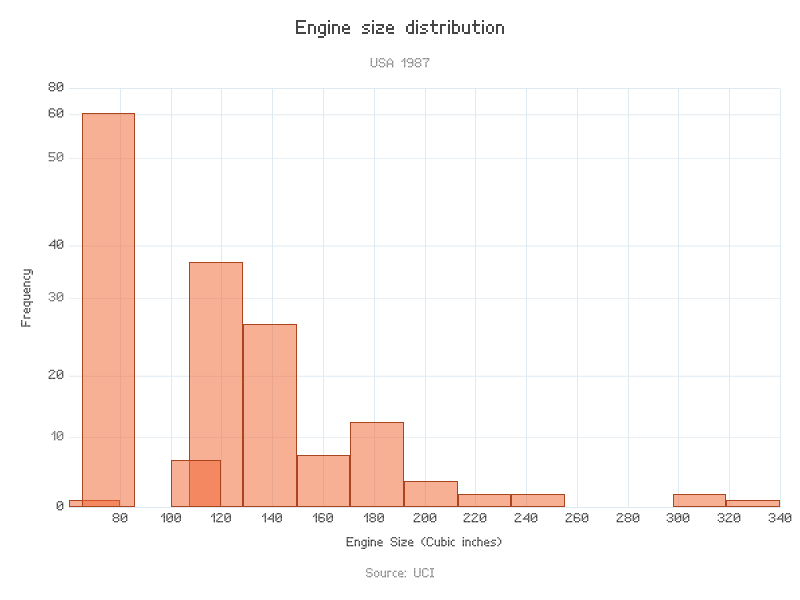 Engine size distribution
USA 1987
80
60
50
40
30
20
10
0
Frequency
80 100 120 140 160 180 200 220 240 260 280 300 320 340
Engine Size (Cubic inches)
Source: UCI